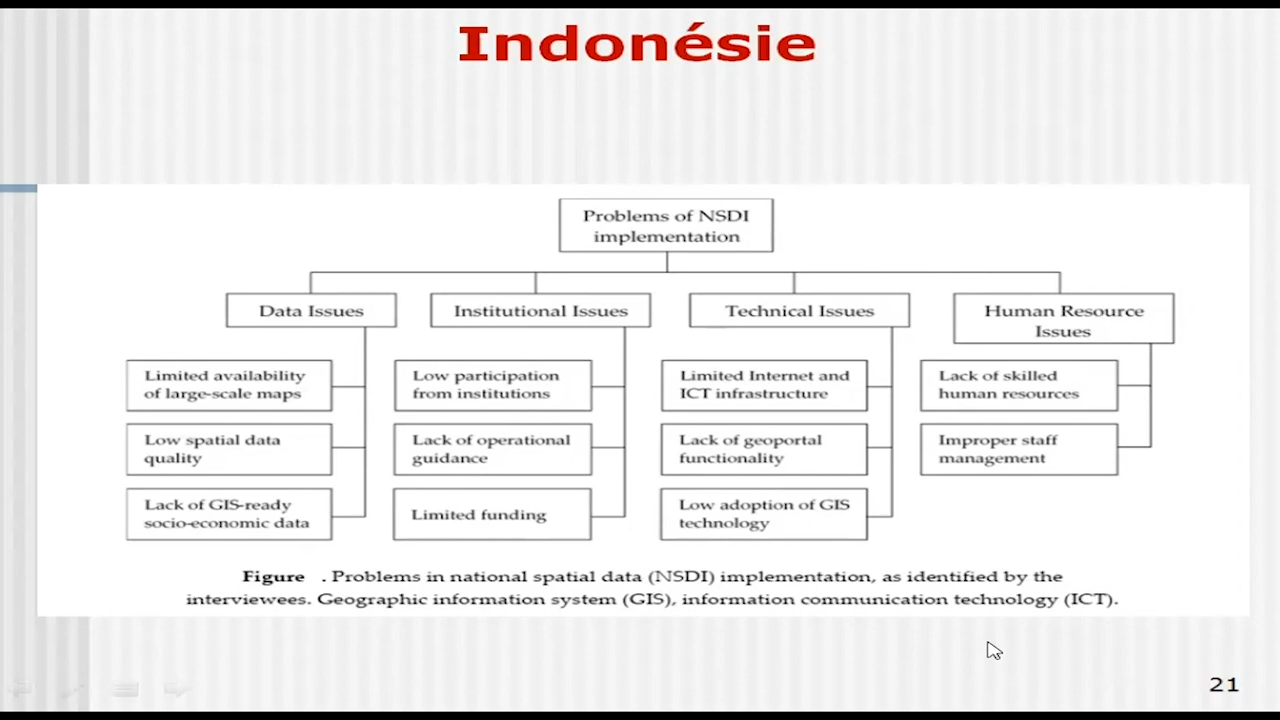 Indonésie
Problems of NSDI
implementation
Data Issues
Institutional Issues
Technical Issues
Human Resource
Issues
Limited availability
of large-scale maps
Low participation
from institutions
Limited Internet and
ICT infrastructure
Lack of skilled
human resources
Low spatial data
quality
Lack of operational
guidance
Lack of geoportal
functionality
Improper staff
management
Lack of GIS-ready
socio-economic data
Limited funding
Low adoption of GIS
technology
Figure . Problems in national spatial data (NSDI) implementation, as identified by the
interviewees. Geographic information system (GIS), information communication technology (ICT).
21